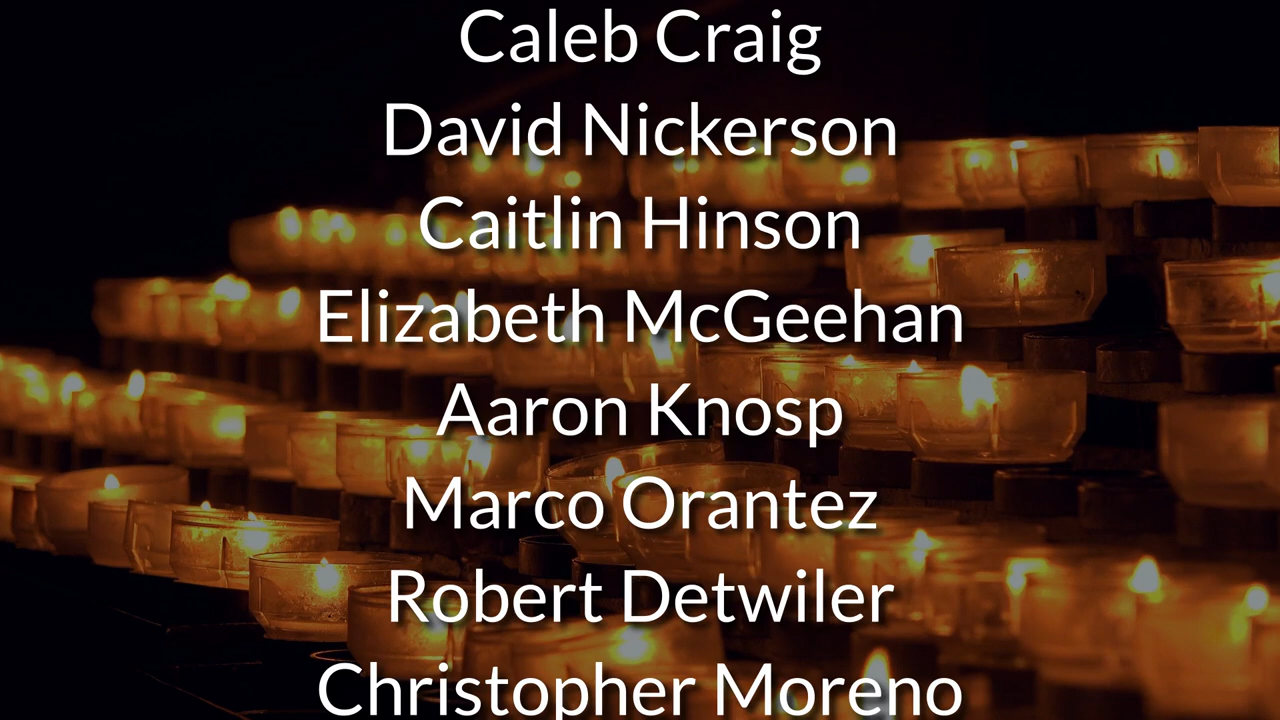 Caleb Craig
David Nickerson
Caitlin Hinson
Elizabeth McGeehan
Aaron Knosp
Marco Orantez
Robert Detwiler
Christopher Moreno